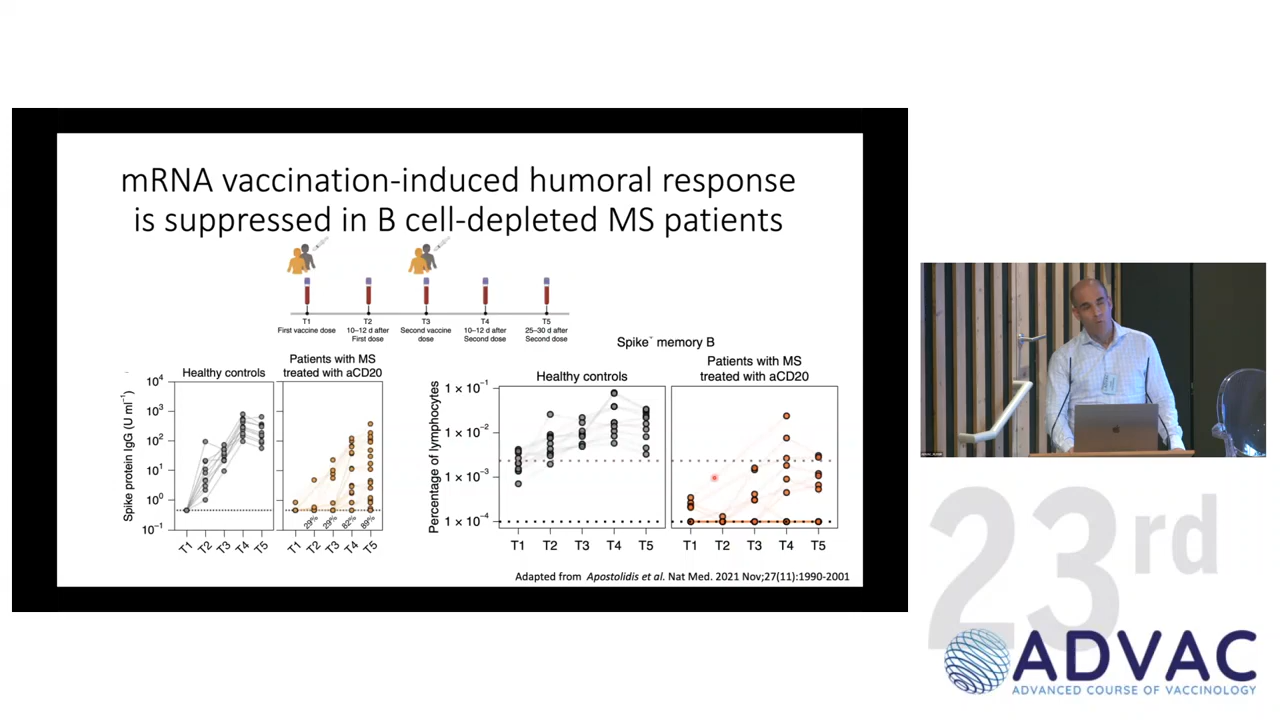 mRNA vaccination-induced humoral response
is suppressed in B cell-depleted MS patients
T1
First vaccine dose
T2
10–12 d after
First dose
T3
Second vaccine
dose
T4
10–12 d after
Second dose
T5
25–30 d after
Second dose
Healthy controls
Patients with MS
treated with aCD20
Spike protein IgG (U ml⁻¹)
10⁴
10³
10²
10¹
10⁰
10⁻¹
29%
29%
82%
89%
T1 T2 T3 T4 T5
T1 T2 T3 T4 T5
Spike⁺ memory B
Healthy controls
Patients with MS
treated with aCD20
Percentage of lymphocytes
1 × 10⁻¹
1 × 10⁻²
1 × 10⁻³
1 × 10⁻⁴
T1 T2 T3 T4 T5
T1 T2 T3 T4 T5
Adapted from Apostolidis et al. Nat Med. 2021 Nov;27(11):1990-2001
23rd
ADVAC
ADVANCED COURSE OF VACCINOLOGY